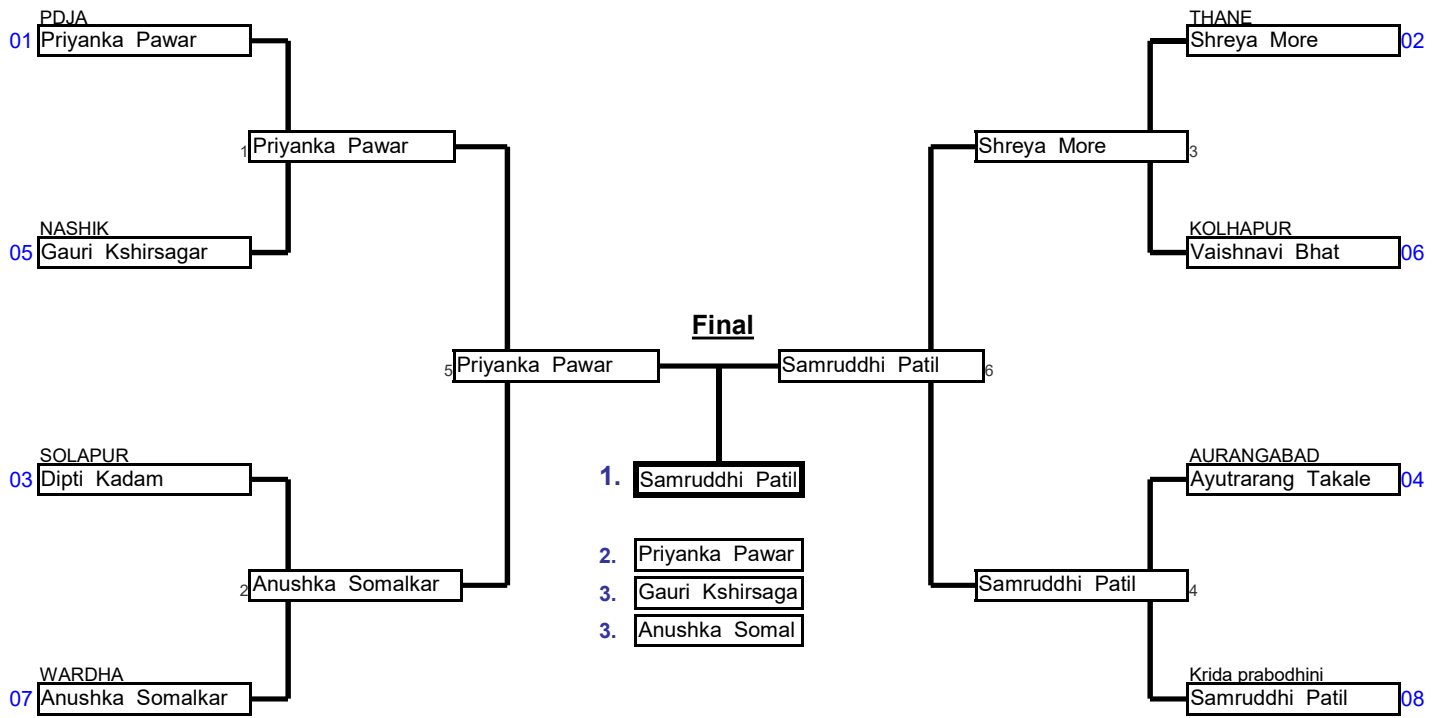 PDJA
01 Priyanka Pawar
THANE
Shreya More 02
1 Priyanka Pawar
Shreya More 3
NASHIK
05 Gauri Kshirsagar
KOLHAPUR
Vaishnavi Bhat 06
Final
5 Priyanka Pawar
Samruddhi Patil 6
SOLAPUR
03 Dipti Kadam
1. Samruddhi Patil
AURANGABAD
Ayutrarang Takale 04
2. Priyanka Pawar
3. Gauri Kshirsaga
3. Anushka Somal
2 Anushka Somalkar
Samruddhi Patil 4
WARDHA
07 Anushka Somalkar
Krida prabodhini
Samruddhi Patil 08